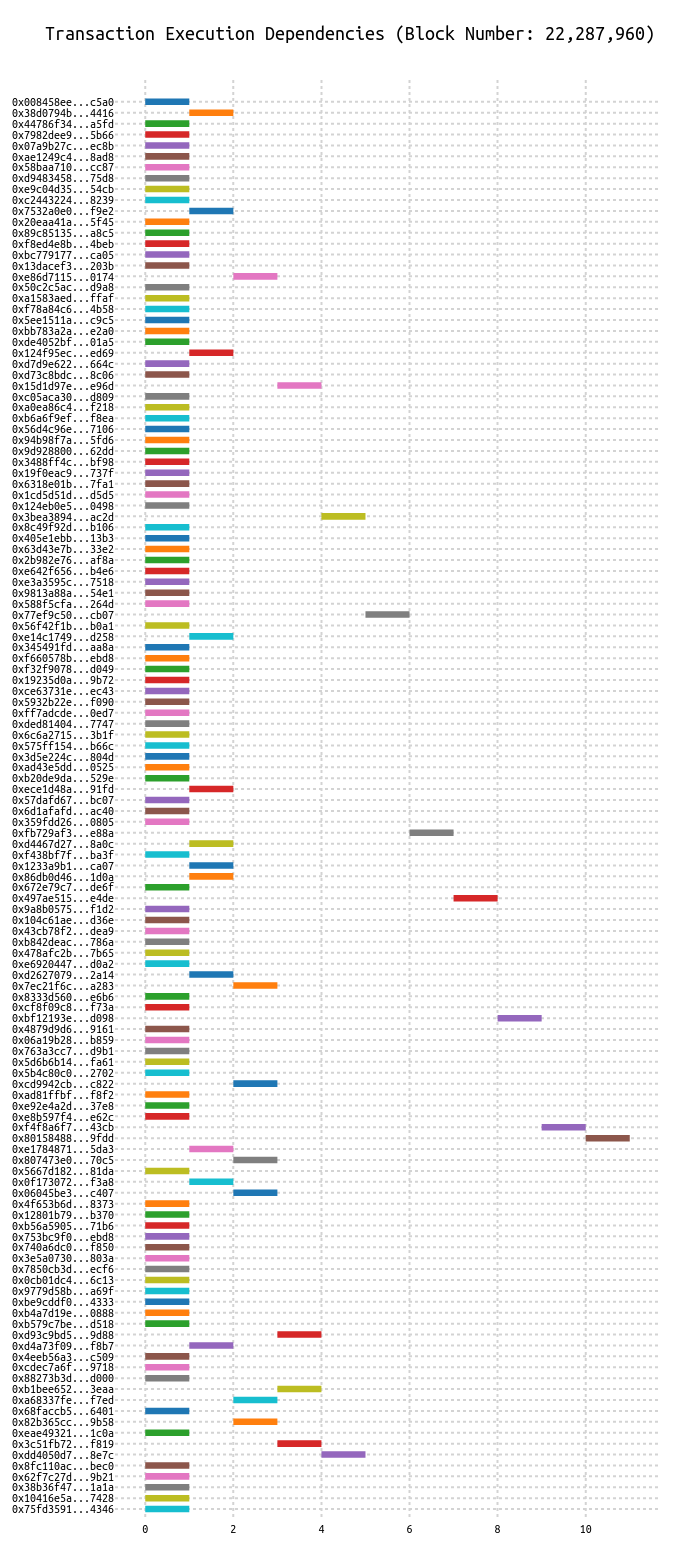 Transaction Execution Dependencies (Block Number: 22,287,960)
0x008458ee...c5a0
0x38d0794b...4416
0x44786f34...a5fd
0x7982dee9...5b66
0x07a9b27c...ec8b
0xae1249c4...8ad8
0x58baa710...cc87
0xd9483458...75d8
0xe9c04d35...54cb
0xc2443224...8239
0x7532a0e0...f9e2
0x20eaa41a...5f45
0x89c85135...a8c5
0xf8ed4e8b...4beb
0xbc779177...ca05
0x13dacef3...203b
0xe86d7115...0174
0x50c2c5ac...d9a8
0xa1583aed...ffaf
0xf78a84c6...4b58
0x5ee1511a...c9c5
0xbb783a2a...e2a0
0xde4052bf...01a5
0x124f95ec...ed69
0xd7d9e622...664c
0xd73c8bdc...8c06
0x15d1d97e...e96d
0xc05aca30...d809
0xa0ea86c4...f218
0xb6a6f9ef...f8ea
0x56d4c96e...7106
0x94b98f7a...5fd6
0x9d928800...62dd
0x3488ff4c...bf98
0x19f0eac9...737f
0x6318e01b...7fa1
0x1cd5d51d...d5d5
0x124eb0e5...0498
0x3bea3894...ac2d
0x8c49f92d...b106
0x405e1ebb...13b3
0x63d43e7b...33e2
0x2b982e76...af8a
0xe642f656...b4e6
0xe3a3595c...7518
0x9813a88a...54e1
0x588f5cfa...264d
0x77ef9c50...cb07
0x56f42f1b...b0a1
0xe14c1749...d258
0x345491fd...aa8a
0xf660578b...ebd8
0xf32f9078...d049
0x19235d0a...9b72
0xce63731e...ec43
0x5932b22e...f090
0xff7adcde...0ed7
0xded81404...7747
0x6c6a2715...3b1f
0x575ff154...b66c
0x3d5e224c...804d
0xad43e5dd...0525
0xb20de9da...529e
0xece1d48a...91fd
0x57dafd67...bc07
0x6d1afafd...ac40
0x359fdd26...0805
0xfb729af3...e88a
0xd4467d27...8a0c
0xf438bf7f...ba3f
0x1233a9b1...ca07
0x86db0d46...1d0a
0x672e79c7...de6f
0x497ae515...e4de
0x9a8b0575...f1d2
0x104c61ae...d36e
0x43cb78f2...dea9
0xb842deac...786a
0x478afc2b...7b65
0xe6920447...d0a2
0xd2627079...2a14
0x7ec21f6c...a283
0x8333d560...e6b6
0xcf8f09c8...f73a
0xbf12193e...d098
0x4879d9d6...9161
0x06a19b28...b859
0x763a3cc7...d9b1
0x5d6b6b14...fa61
0x5b4c80c0...2702
0xcd9942cb...c822
0xad81ffbf...f8f2
0xe92e4a2d...37e8
0xe8b597f4...e62c
0xf4f8a6f7...43cb
0x80158488...9fdd
0xe1784871...5da3
0x807473e0...70c5
0x5667d182...81da
0x0f173072...f3a8
0x06045be3...c407
0x4f653b6d...8373
0x12801b79...b370
0xb56a5905...71b6
0x753bc9f0...ebd8
0x740a6dc0...f850
0x3e5a0730...803a
0x7850cb3d...ecf6
0x0cb01dc4...6c13
0x9779d58b...a69f
0xbe9cddf0...4333
0xb4a7d19e...0888
0xb579c7be...d518
0xd93c9bd5...9d88
0xd4a73f09...f8b7
0x4eeb56a3...c509
0xcdec7a6f...9718
0x88273b3d...d000
0xb1bee652...3eaa
0xa68337fe...f7ed
0x68faccb5...6401
0x82b365cc...9b58
0xeae49321...1c0a
0x3c51fb72...f819
0xdd4050d7...8e7c
0x8fc110ac...bec0
0x62f7c27d...9b21
0x38b36f47...1a1a
0x10416e5a...7428
0x75fd3591...4346
0 2 4 6 8 10